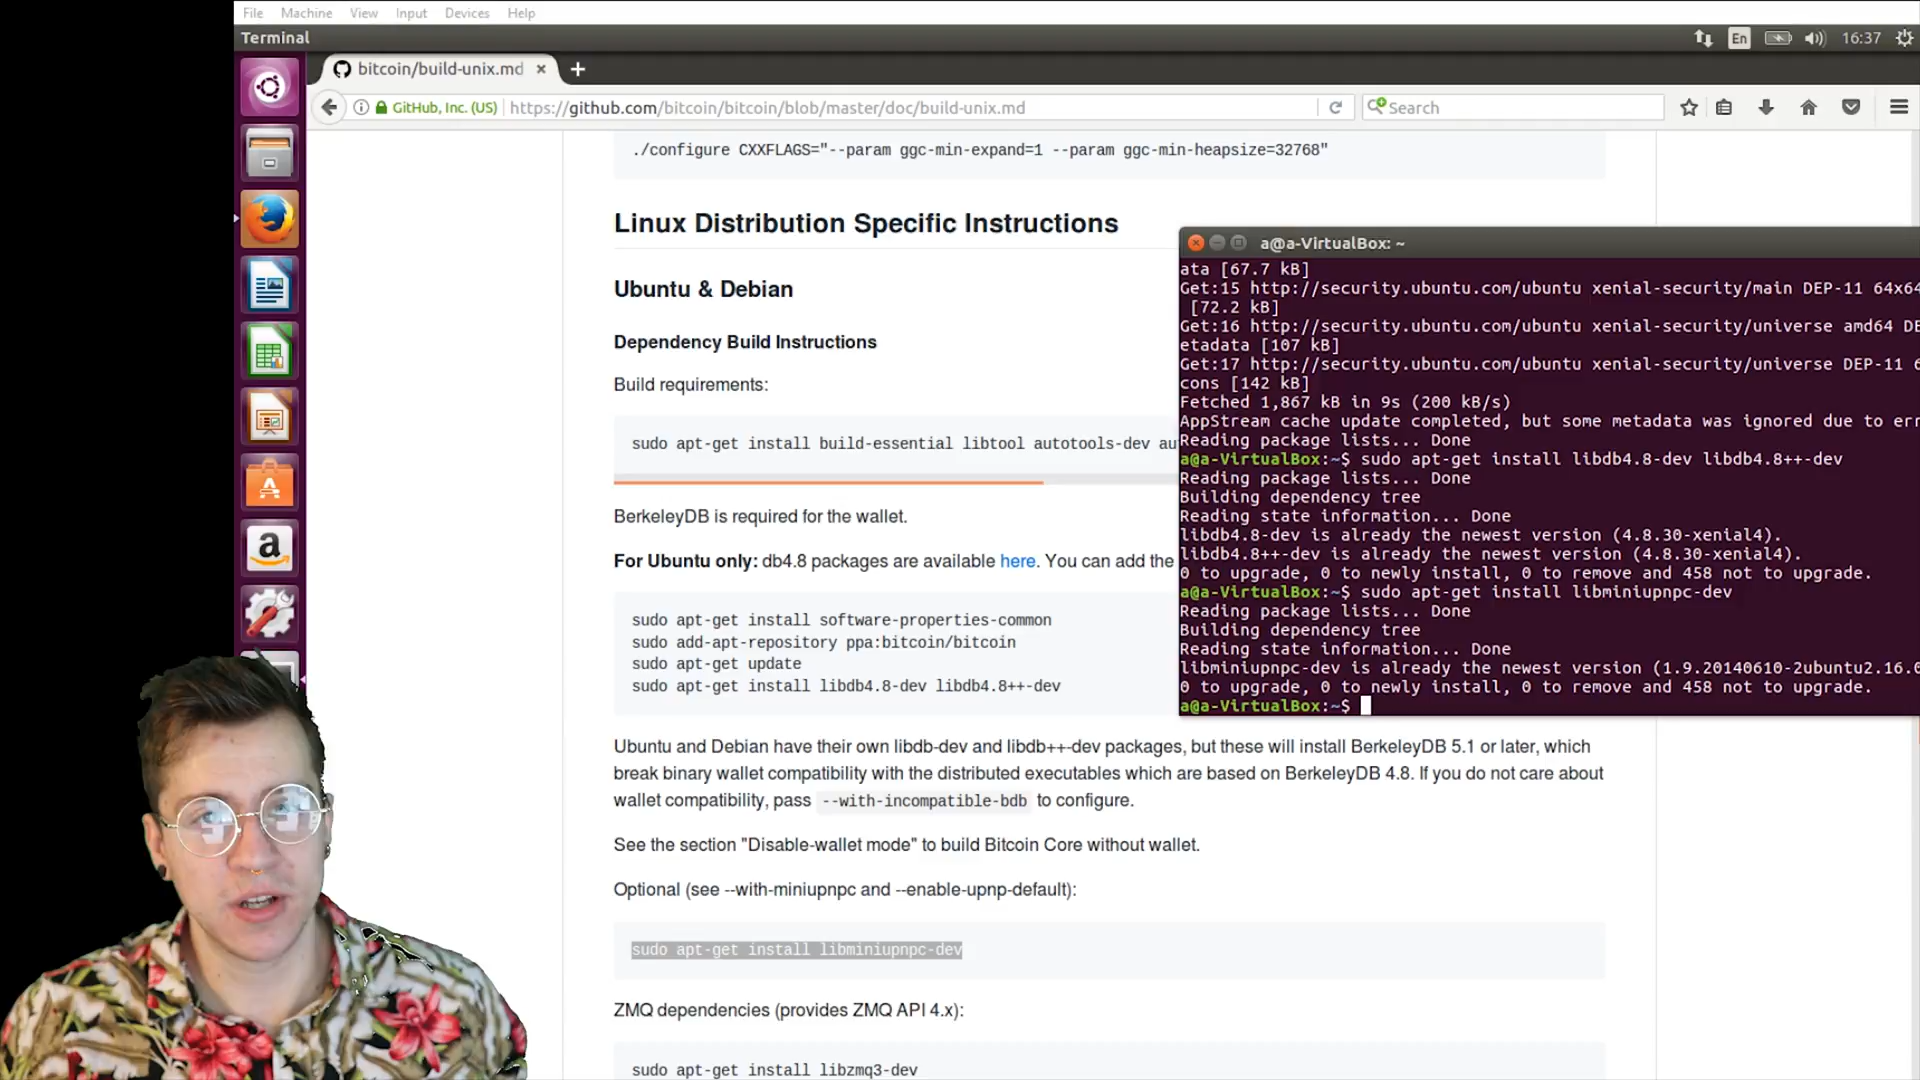 File Machine View Input Devices Help
Terminal
En
16:37
bitcoin/build-unix.md
GitHub, Inc. (US)
https://github.com/bitcoin/bitcoin/blob/master/doc/build-unix.md
Search
./configure CXXFLAGS="--param ggc-min-expand=1 --param ggc-min-heapsize=32768"
Linux Distribution Specific Instructions
Ubuntu & Debian
Dependency Build Instructions
Build requirements:
sudo apt-get install build-essential libtool autotools-dev au
BerkeleyDB is required for the wallet.
For Ubuntu only: db4.8 packages are available here. You can add the
sudo apt-get install software-properties-common
sudo add-apt-repository ppa:bitcoin/bitcoin
sudo apt-get update
sudo apt-get install libdb4.8-dev libdb4.8++-dev
Ubuntu and Debian have their own libdb-dev and libdb++-dev packages, but these will install BerkeleyDB 5.1 or later, which
break binary wallet compatibility with the distributed executables which are based on BerkeleyDB 4.8. If you do not care about
wallet compatibility, pass --with-incompatible-bdb to configure.
See the section "Disable-wallet mode" to build Bitcoin Core without wallet.
Optional (see --with-miniupnpc and --enable-upnp-default):
sudo apt-get install libminiupnpc-dev
ZMQ dependencies (provides ZMQ API 4.x):
sudo apt-get install libzmq3-dev
a@a-VirtualBox: ~
ata [67.7 kB]
Get:15 http://security.ubuntu.com/ubuntu xenial-security/main DEP-11 64x64
[72.2 kB]
Get:16 http://security.ubuntu.com/ubuntu xenial-security/universe amd64 DE
etadata [107 kB]
Get:17 http://security.ubuntu.com/ubuntu xenial-security/universe DEP-11 6
cons [142 kB]
Fetched 1,867 kB in 9s (200 kB/s)
AppStream cache update completed, but some metadata was ignored due to err
Reading package lists... Done
a@a-VirtualBox:~$ sudo apt-get install libdb4.8-dev libdb4.8++-dev
Reading package lists... Done
Building dependency tree
Reading state information... Done
libdb4.8-dev is already the newest version (4.8.30-xenial4).
libdb4.8++-dev is already the newest version (4.8.30-xenial4).
0 to upgrade, 0 to newly install, 0 to remove and 458 not to upgrade.
a@a-VirtualBox:~$ sudo apt-get install libminiupnpc-dev
Reading package lists... Done
Building dependency tree
Reading state information... Done
libminiupnpc-dev is already the newest version (1.9.20140610-2ubuntu2.16.0
0 to upgrade, 0 to newly install, 0 to remove and 458 not to upgrade.
a@a-VirtualBox:~$